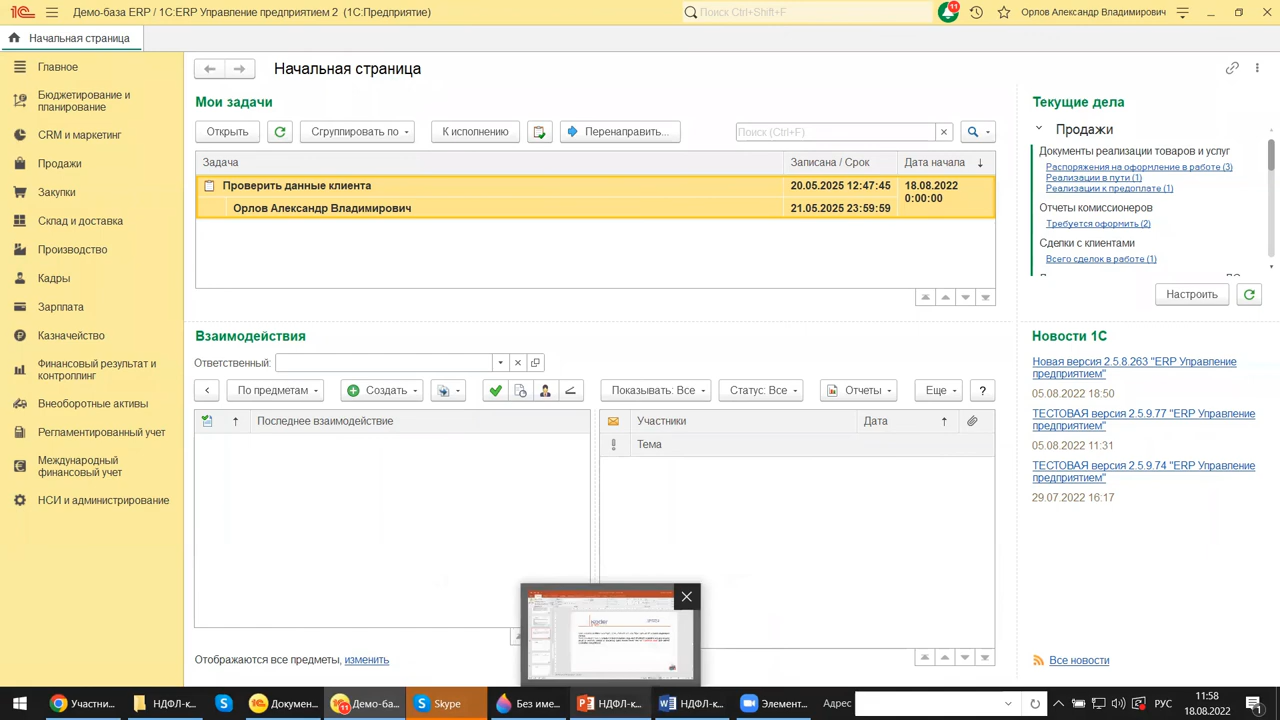 Демо-база ERP / 1С:ERP Управление предприятием 2 (1С:Предприятие)
Поиск Ctrl+Shift+F
11
Орлов Александр Владимирович
Начальная страница
Главное
Бюджетирование и
планирование
CRM и маркетинг
Продажи
Закупки
Склад и доставка
Производство
Кадры
Зарплата
Казначейство
Финансовый результат и
контроллинг
Внеоборотные активы
Регламентированный учет
Международный
финансовый учет
НСИ и администрирование
Начальная страница
Мои задачи
Открыть
Сгруппировать по
К исполнению
Перенаправить...
Поиск (Ctrl+F)
Задача
Записана / Срок
Дата начала
Проверить данные клиента
20.05.2025 12:47:45
18.08.2022
0:00:00
Орлов Александр Владимирович
21.05.2025 23:59:59
Взаимодействия
Ответственный:
По предметам
Создать
Показывать: Все
Статус: Все
Отчеты
Еще
?
Последнее взаимодействие
Участники
Дата
Тема
Отображаются все предметы, изменить
Текущие дела
Продажи
Документы реализации товаров и услуг
Распоряжения на оформление в работе (3)
Реализации в пути (1)
Реализации к предоплате (1)
Отчеты комиссионеров
Требуется оформить (2)
Сделки с клиентами
Всего сделок в работе (1)
Настроить
Новости 1С
Новая версия 2.5.8.263 "ERP Управление
предприятием"
05.08.2022 18:50
ТЕСТОВАЯ версия 2.5.9.77 "ERP Управление
предприятием"
05.08.2022 11:31
ТЕСТОВАЯ версия 2.5.9.74 "ERP Управление
предприятием"
29.07.2022 16:17
Все новости
Участни...
НДФЛ-к...
Докумен...
Демо-ба...
Skype
Без име...
НДФЛ-к...
НДФЛ-к...
Элемент...
Адрес
РУС
11:58
18.08.2022
1